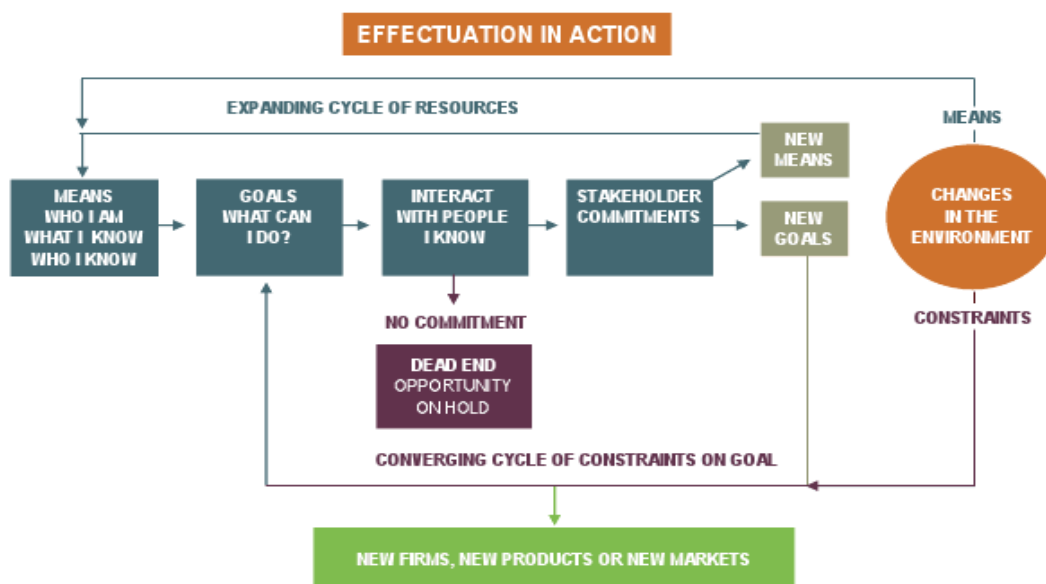 EFFECTUATION IN ACTION
EXPANDING CYCLE OF RESOURCES
MEANS
NEW
MEANS
MEANS
WHO I AM
WHAT I KNOW
WHO I KNOW
GOALS
WHAT CAN
I DO?
INTERACT
WITH PEOPLE
I KNOW
STAKEHOLDER
COMMITMENTS
NEW
GOALS
CHANGES
IN THE
ENVIRONMENT
NO COMMITMENT
CONSTRAINTS
DEAD END
OPPORTUNITY
ON HOLD
CONVERGING CYCLE OF CONSTRAINTS ON GOAL
NEW FIRMS, NEW PRODUCTS OR NEW MARKETS